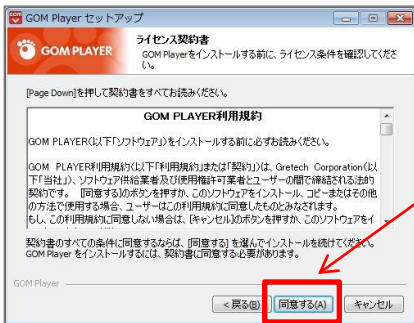 GOM Player セットアップ
GOM PLAYER
ライセンス契約書
GOM Playerをインストールする前に、ライセンス条件を確認してくださ
い。
[Page Down]を押して契約書をすべてお読みください。
GOM PLAYER利用規約
GOM PLAYER(以下「ソフトウェア」)をインストールする前に必ずお読みください。
GOM PLAYER利用規約(以下「利用規約」または「契約」)は、Gretech Corporation(以
下「当社」)、ソフトウェア供給業者及び使用権許可業者とユーザーの間で締結される法的
契約です。 [同意する]のボタンを押すか、このソフトウェアをインストール、コピーまたはその他
の方法で使用する場合、ユーザーはこの利用規約に同意したものとみなされます。
もし、この利用規約に同意しない場合は、[キャンセル]のボタンを押すか、このソフトウェアをイ
契約書のすべての条件に同意するならば、[同意する] を選んでインストールを続けてください。
GOM Player をインストールするには、契約書に同意する必要があります。
GOM Player
< 戻る(B)
同意する(A)
キャンセル